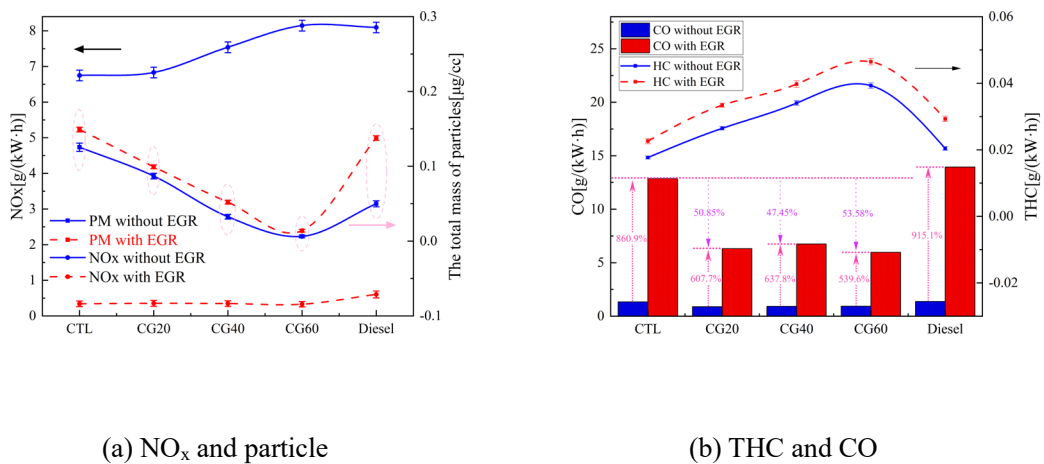 8
7
6
5
4
3
2
1
0
NOx[g/(kW·h)]
0.3
0.2
0.1
0.0
-0.1
The total mass of particles[μg/cc]
PM without EGR
PM with EGR
NOx without EGR
NOx with EGR
CTL CG20 CG40 CG60 Diesel
(a) NOx and particle
25
20
15
10
5
0
CO[g/(kW·h)]
0.06
0.04
0.02
0.00
-0.02
THC[g/(kW·h)]
CO without EGR
CO with EGR
HC without EGR
HC with EGR
50.85% 47.45% 53.58%
860.9% 607.7% 637.8% 539.6% 915.1%
CTL CG20 CG40 CG60 Diesel
(b) THC and CO